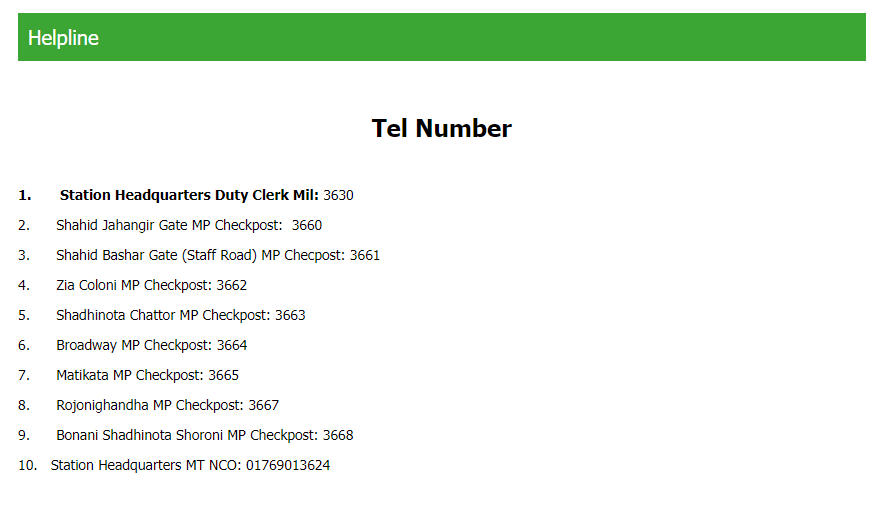 Helpline
Tel Number
1. Station Headquarters Duty Clerk Mil: 3630
2. Shahid Jahangir Gate MP Checkpost: 3660
3. Shahid Bashar Gate (Staff Road) MP Checpost: 3661
4. Zia Coloni MP Checkpost: 3662
5. Shadhinota Chattor MP Checkpost: 3663
6. Broadway MP Checkpost: 3664
7. Matikata MP Checkpost: 3665
8. Rojonighandha MP Checkpost: 3667
9. Bonani Shadhinota Shoroni MP Checkpost: 3668
10. Station Headquarters MT NCO: 01769013624